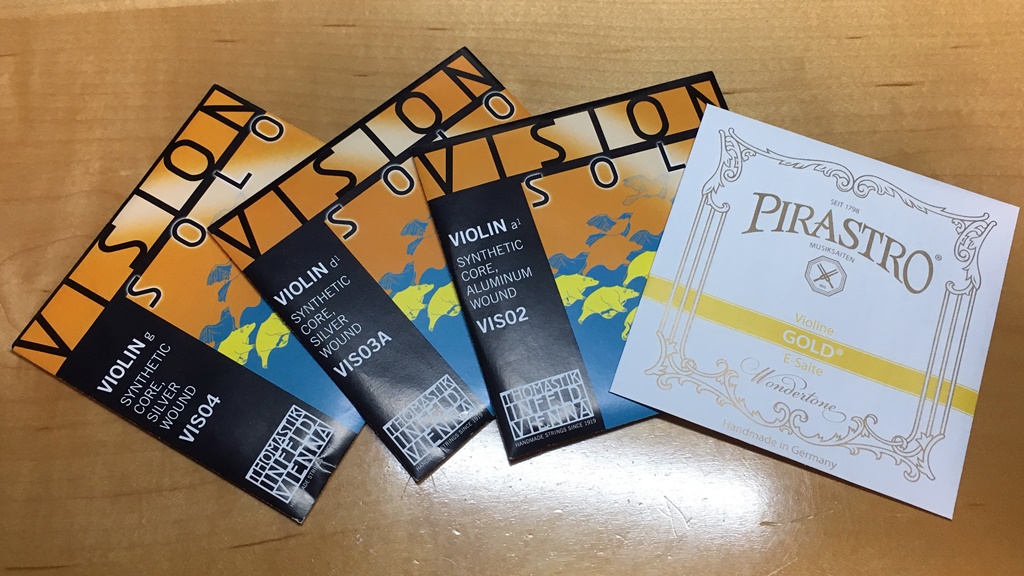 VISION
SOLO
VIOLIN g
SYNTHETIC
CORE,
SILVER
WOUND
VIS04
THOMASTIK
INFELD
VIENNA
VISION
SOLO
VIOLIN d¹
SYNTHETIC
CORE,
SILVER
WOUND
VIS03A
THOMASTIK
INFELD
VIENNA
HANDMADE STRINGS SINCE 1919
VISION
SOL
VIOLIN a¹
SYNTHETIC
CORE,
ALUMINUM
WOUND
VIS02
THOMASTIK
INFELD
VIENNA
HANDMADE STRINGS SINCE 1919
SEIT 1798
PIRASTRO®
MUSIKSAITEN
Violine
GOLD®
E-Saite
Wondertone
Handmade in Germany